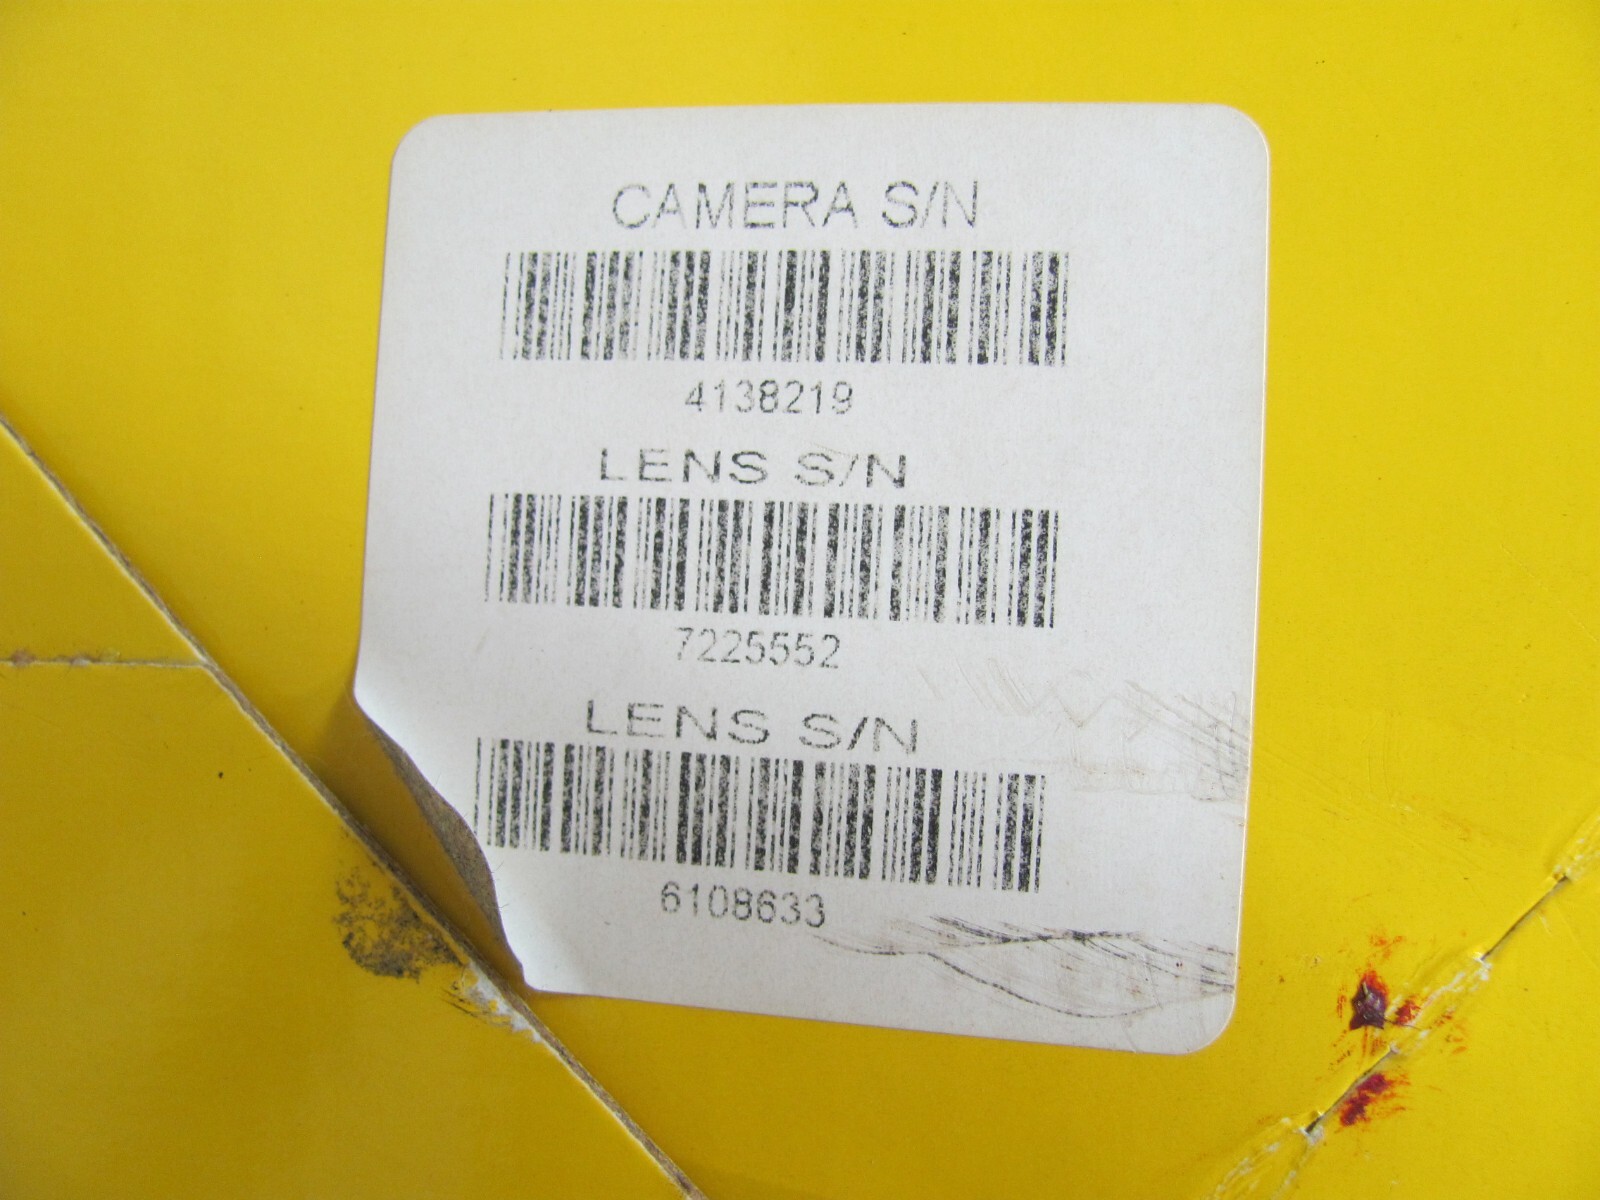 CAMERA S/N
4138219
LENS S/N
7225552
LENS S/N
6108633